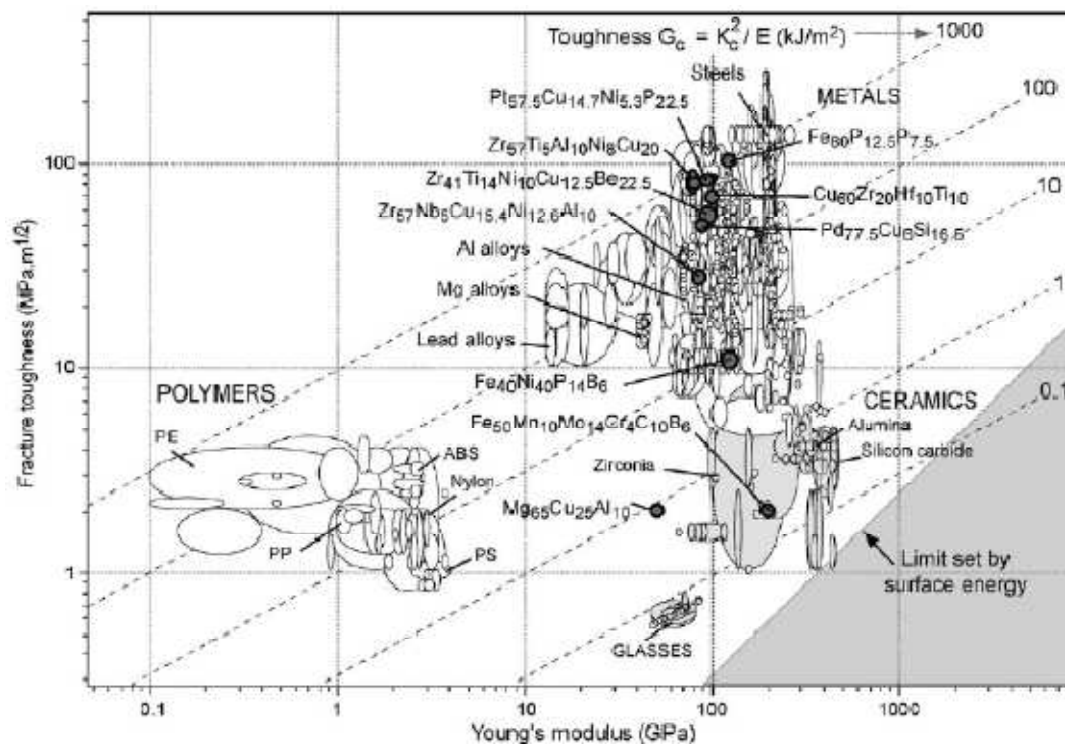 Toughness G_c = K_c^2 / E (kJ/m²)
1000
Steels
METALS
100
Pt57.5Cu14.7Ni5.3P22.5
Fe80P12.5P7.5
Zr57Ti5Al10Ni8Cu20
100
Zr41Ti14Ni10Cu12.5Be22.5
Cu60Zr20Hf10Ti10
10
Zr57Nb5Cu15.4Ni12.6Al10
Pd77.5Cu6Si16.5
Al alloys
Mg alloys
1
Lead alloys
10
Fe40Ni40P14B6
POLYMERS
CERAMICS
0.1
Fe50Mn10Mo14Cr4C10B6
Alumina
PE
ABS
Silicon carbide
Zirconia
Nylon
Mg65Cu25Al10
PP
PS
Limit set by
surface energy
1
GLASSES
0.1
1
10
100
1000
Young's modulus (GPa)
Fracture toughness (MPa.m^1/2)